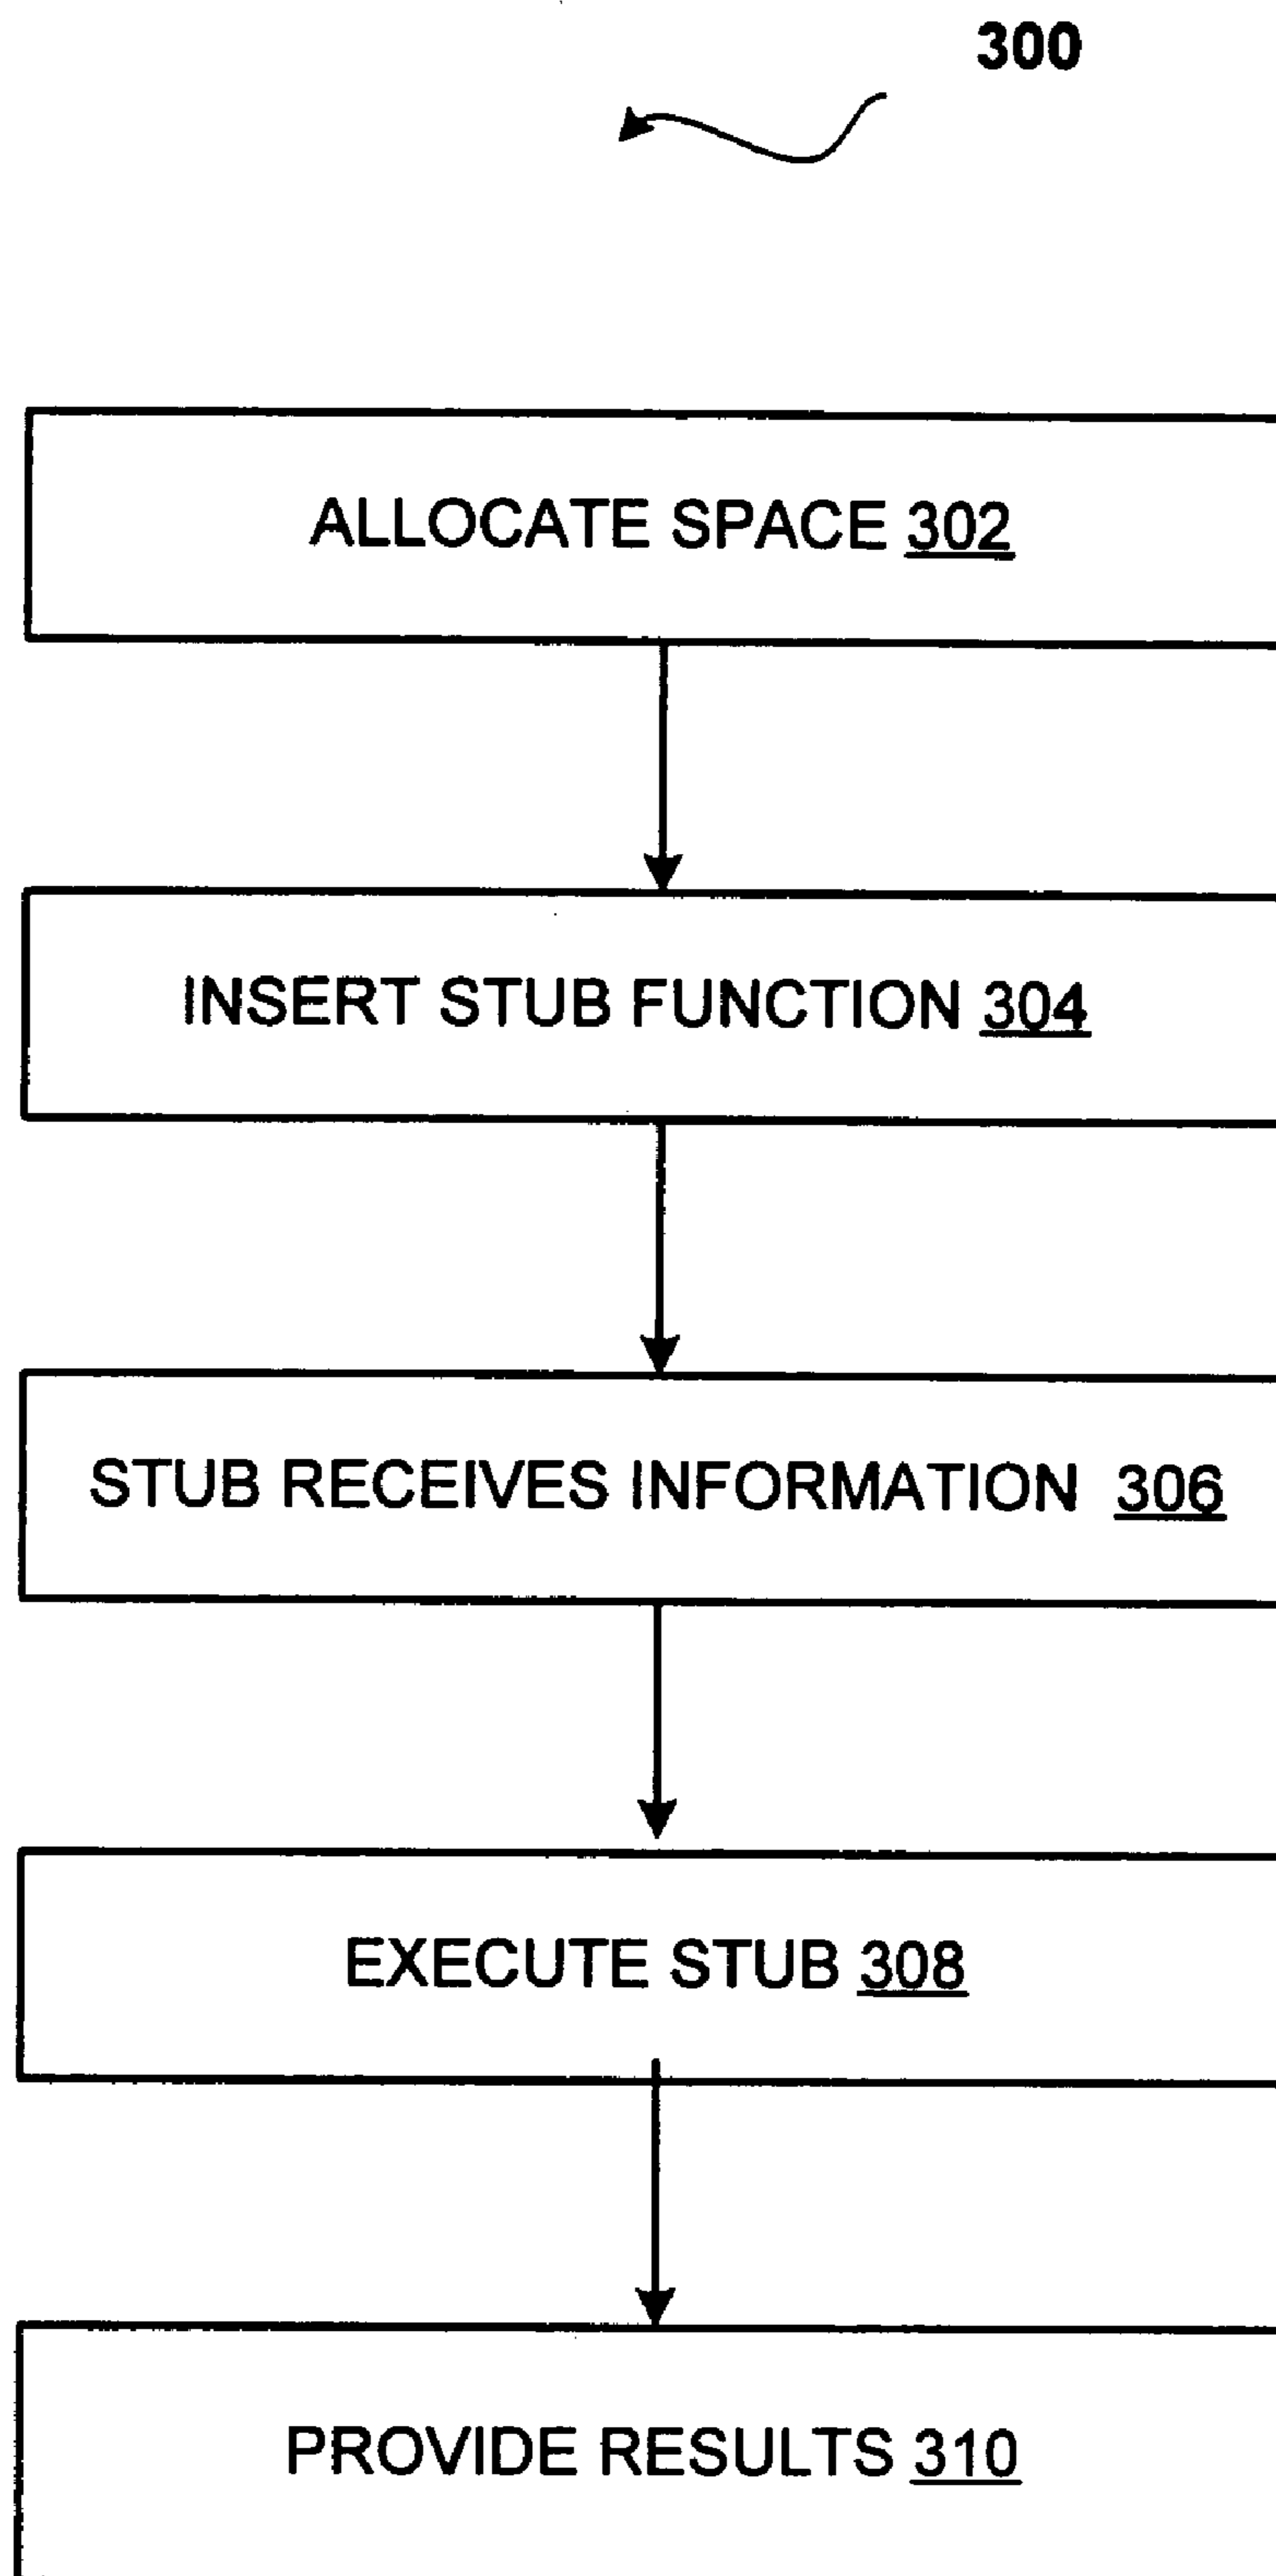 300
ALLOCATE SPACE 302
INSERT STUB FUNCTION 304
STUB RECEIVES INFORMATION 306
EXECUTE STUB 308
PROVIDE RESULTS 310